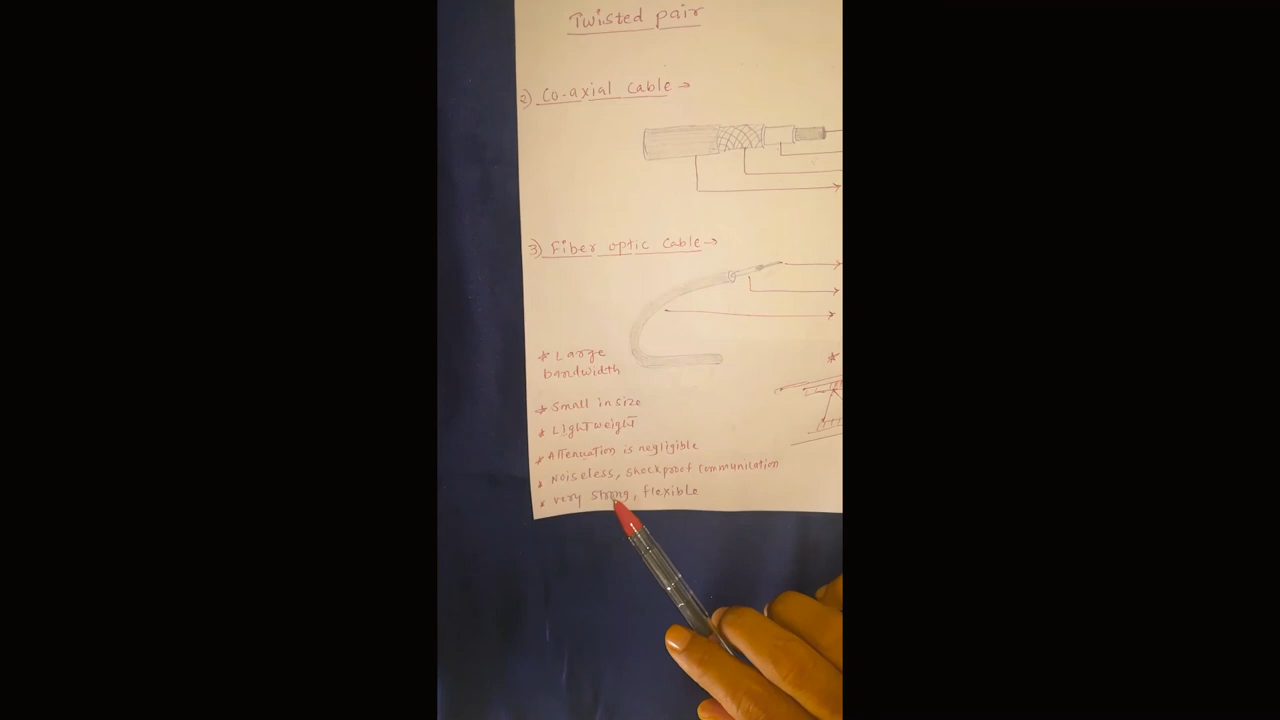 Twisted pair
2) Co-axial cable →
3) Fiber optic cable →
* Large
bandwidth
*
* Small in size
* Lightweight
* Attenuation is negligible
* Noiseless, shockproof communication
* very strong, flexible